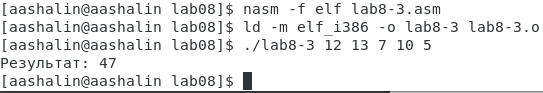 [aashalin@aashalin lab08]$ nasm -f elf lab8-3.asm
[aashalin@aashalin lab08]$ ld -m elf_i386 -o lab8-3 lab8-3.o
[aashalin@aashalin lab08]$ ./lab8-3 12 13 7 10 5
Результат: 47
[aashalin@aashalin lab08]$